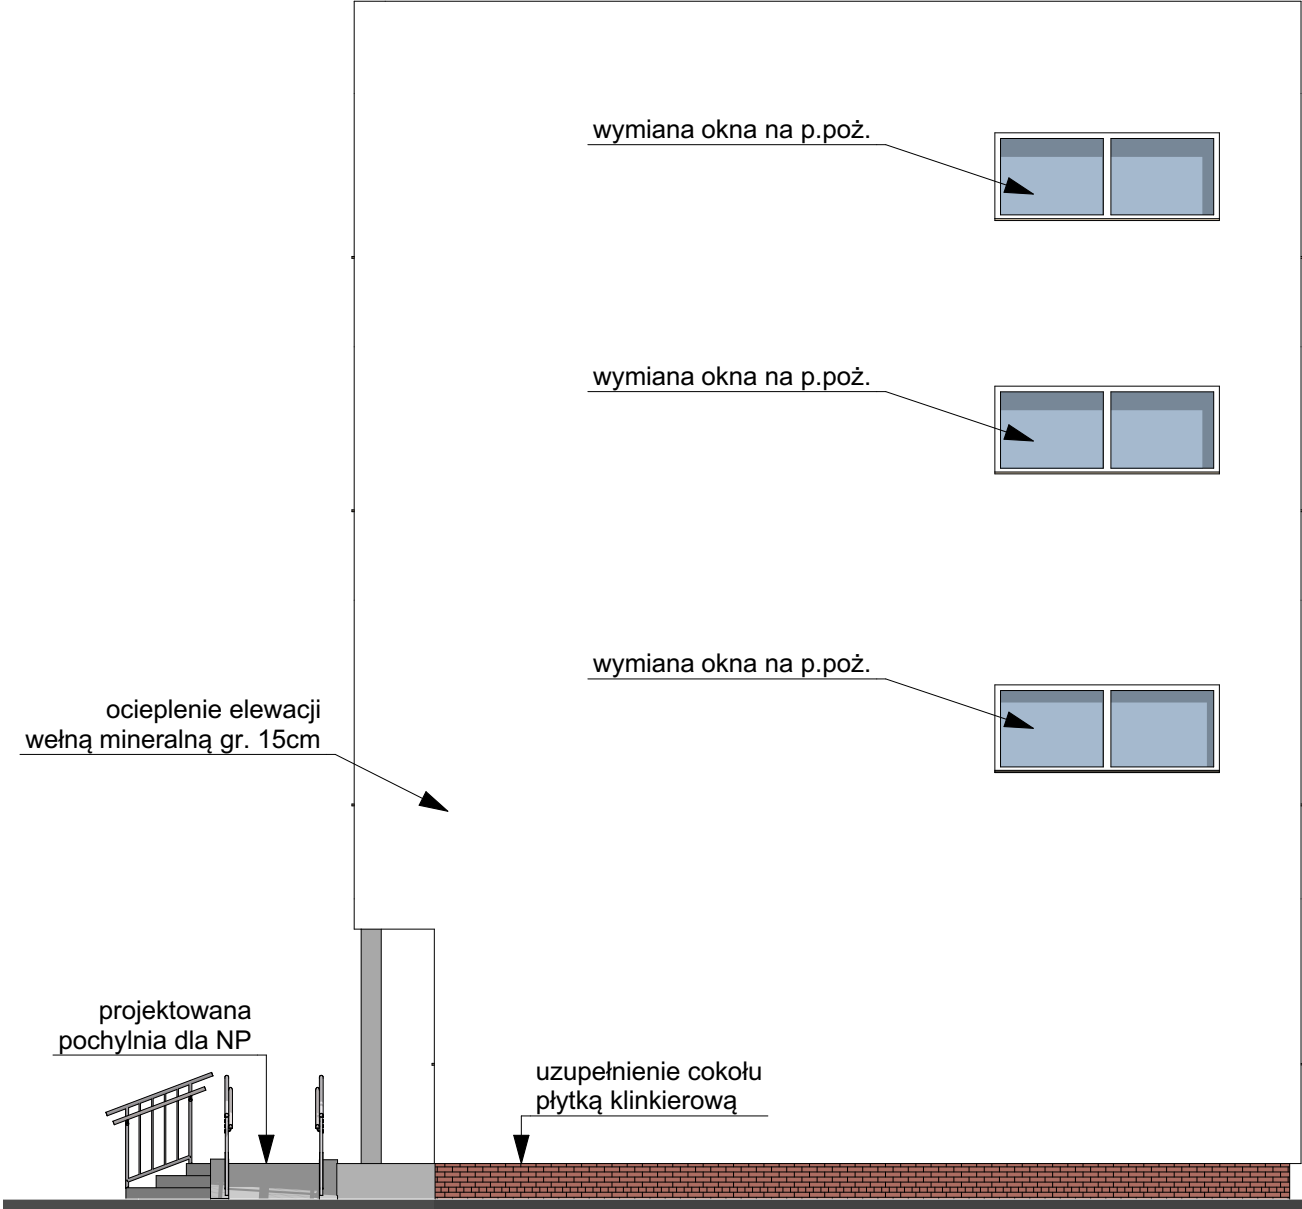 wymiana okna na p.poż.
wymiana okna na p.poż.
wymiana okna na p.poż.
ocieplenie elewacji
wełną mineralną gr. 15cm
projektowana
pochylnia dla NP
uzupełnienie cokołu
płytką klinkierową